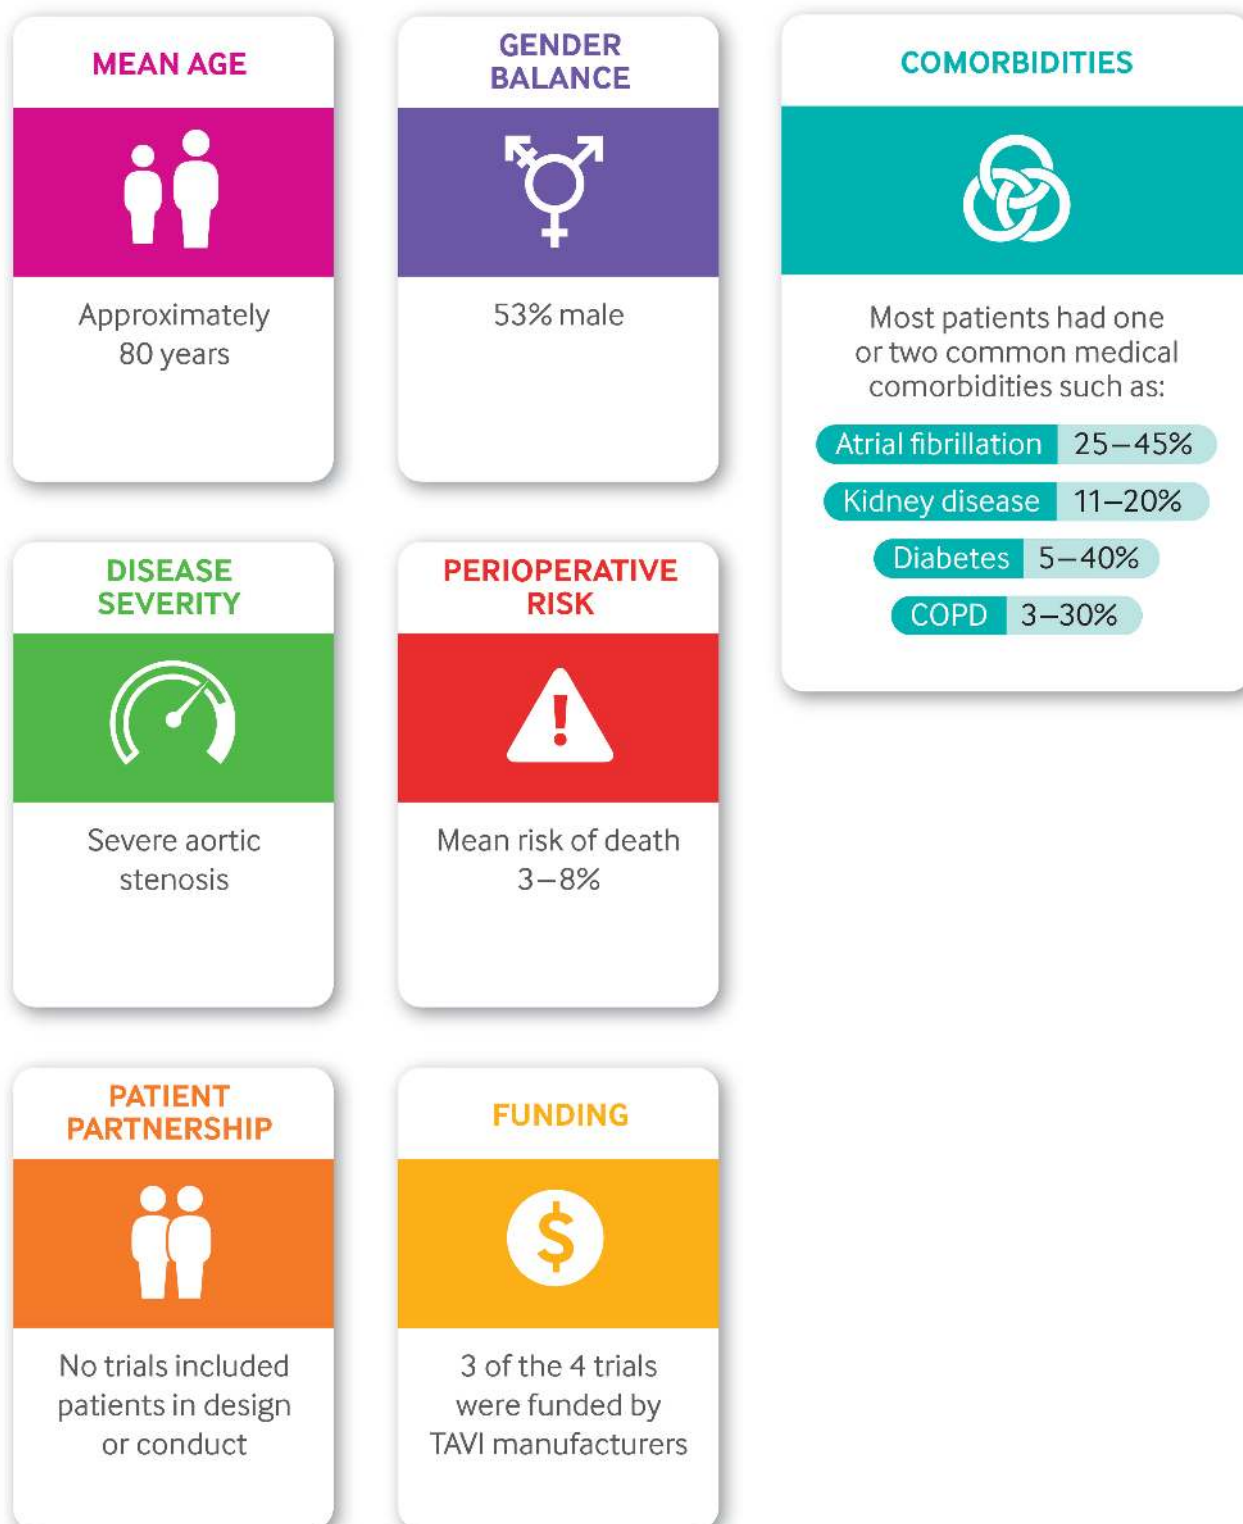 MEAN AGE
Approximately
80 years
GENDER
BALANCE
53% male
COMORBIDITIES
Most patients had one
or two common medical
comorbidities such as:
Atrial fibrillation 25–45%
Kidney disease 11–20%
Diabetes 5–40%
COPD 3–30%
DISEASE
SEVERITY
Severe aortic
stenosis
PERIOPERATIVE
RISK
!
Mean risk of death
3–8%
PATIENT
PARTNERSHIP
No trials included
patients in design
or conduct
FUNDING
$
3 of the 4 trials
were funded by
TAVI manufacturers